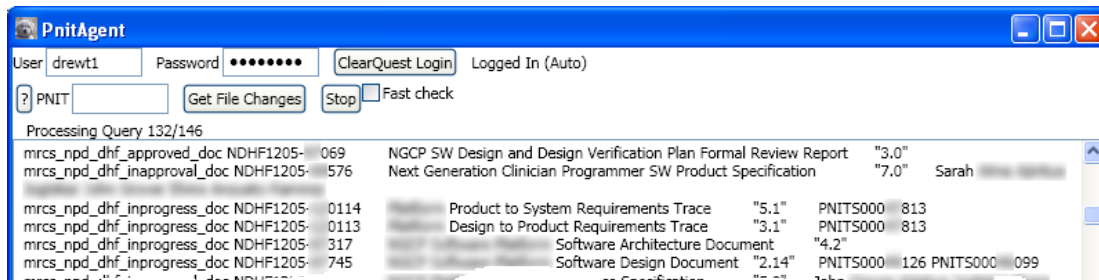 PnitAgent
User drewt1 Password ●●●●●●●● ClearQuest Login Logged In (Auto)
? PNIT Get File Changes Stop Fast check
Processing Query 132/146
mrcs_npd_dhf_approved_doc NDHF1205- 069 NGCP SW Design and Design Verification Plan Formal Review Report "3.0"
mrcs_npd_dhf_inapproval_doc NDHF1205- 576 Next Generation Clinician Programmer SW Product Specification "7.0" Sarah
mrcs_npd_dhf_inprogress_doc NDHF1205- 0114 Product to System Requirements Trace "5.1" PNITS000 813
mrcs_npd_dhf_inprogress_doc NDHF1205- 0113 Design to Product Requirements Trace "3.1" PNITS000 813
mrcs_npd_dhf_inprogress_doc NDHF1205- 317 Software Architecture Document "4.2"
mrcs_npd_dhf_inprogress_doc NDHF1205- 745 Software Design Document "2.14" PNITS000 126 PNITS000 099